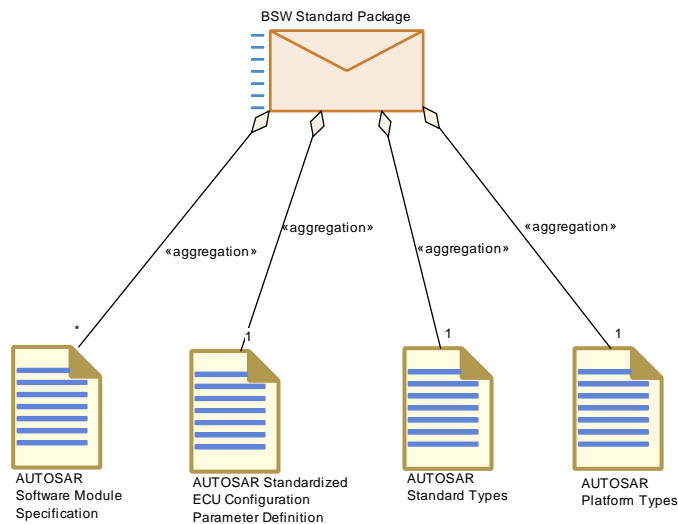 BSW Standard Package
«aggregation»
«aggregation»
«aggregation»
«aggregation»
*
1
1
1
AUTOSAR
Software Module
Specification
AUTOSAR Standardized
ECU Configuration
Parameter Definition
AUTOSAR
Standard Types
AUTOSAR
Platform Types